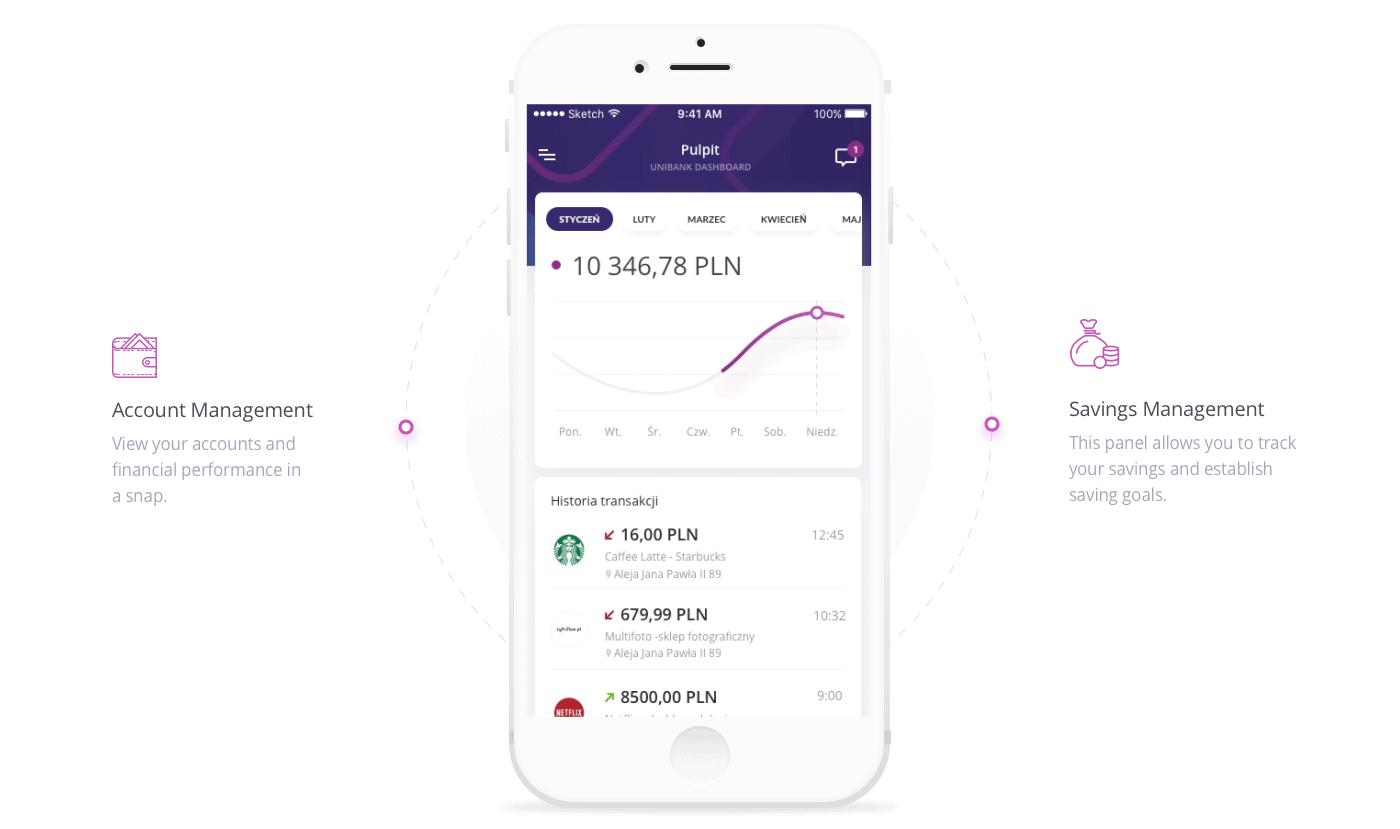 Sketch 9:41 AM 100%
Pulpit
1
UNIBANK DASHBOARD
STYCZEŃ LUTY MARZEC KWIECIEŃ MAJ
10 346,78 PLN
Pon. Wt. Śr. Czw. Pt. Sob. Niedz.
Historia transakcji
16,00 PLN 12:45
Caffee Latte - Starbucks
Aleja Jana Pawła II 89
679,99 PLN 10:32
Multifoto -sklep fotograficzny
Aleja Jana Pawła II 89
8500,00 PLN 9:00
NETFLIX
Account Management
View your accounts and
financial performance in
a snap.
Savings Management
This panel allows you to track
your savings and establish
saving goals.